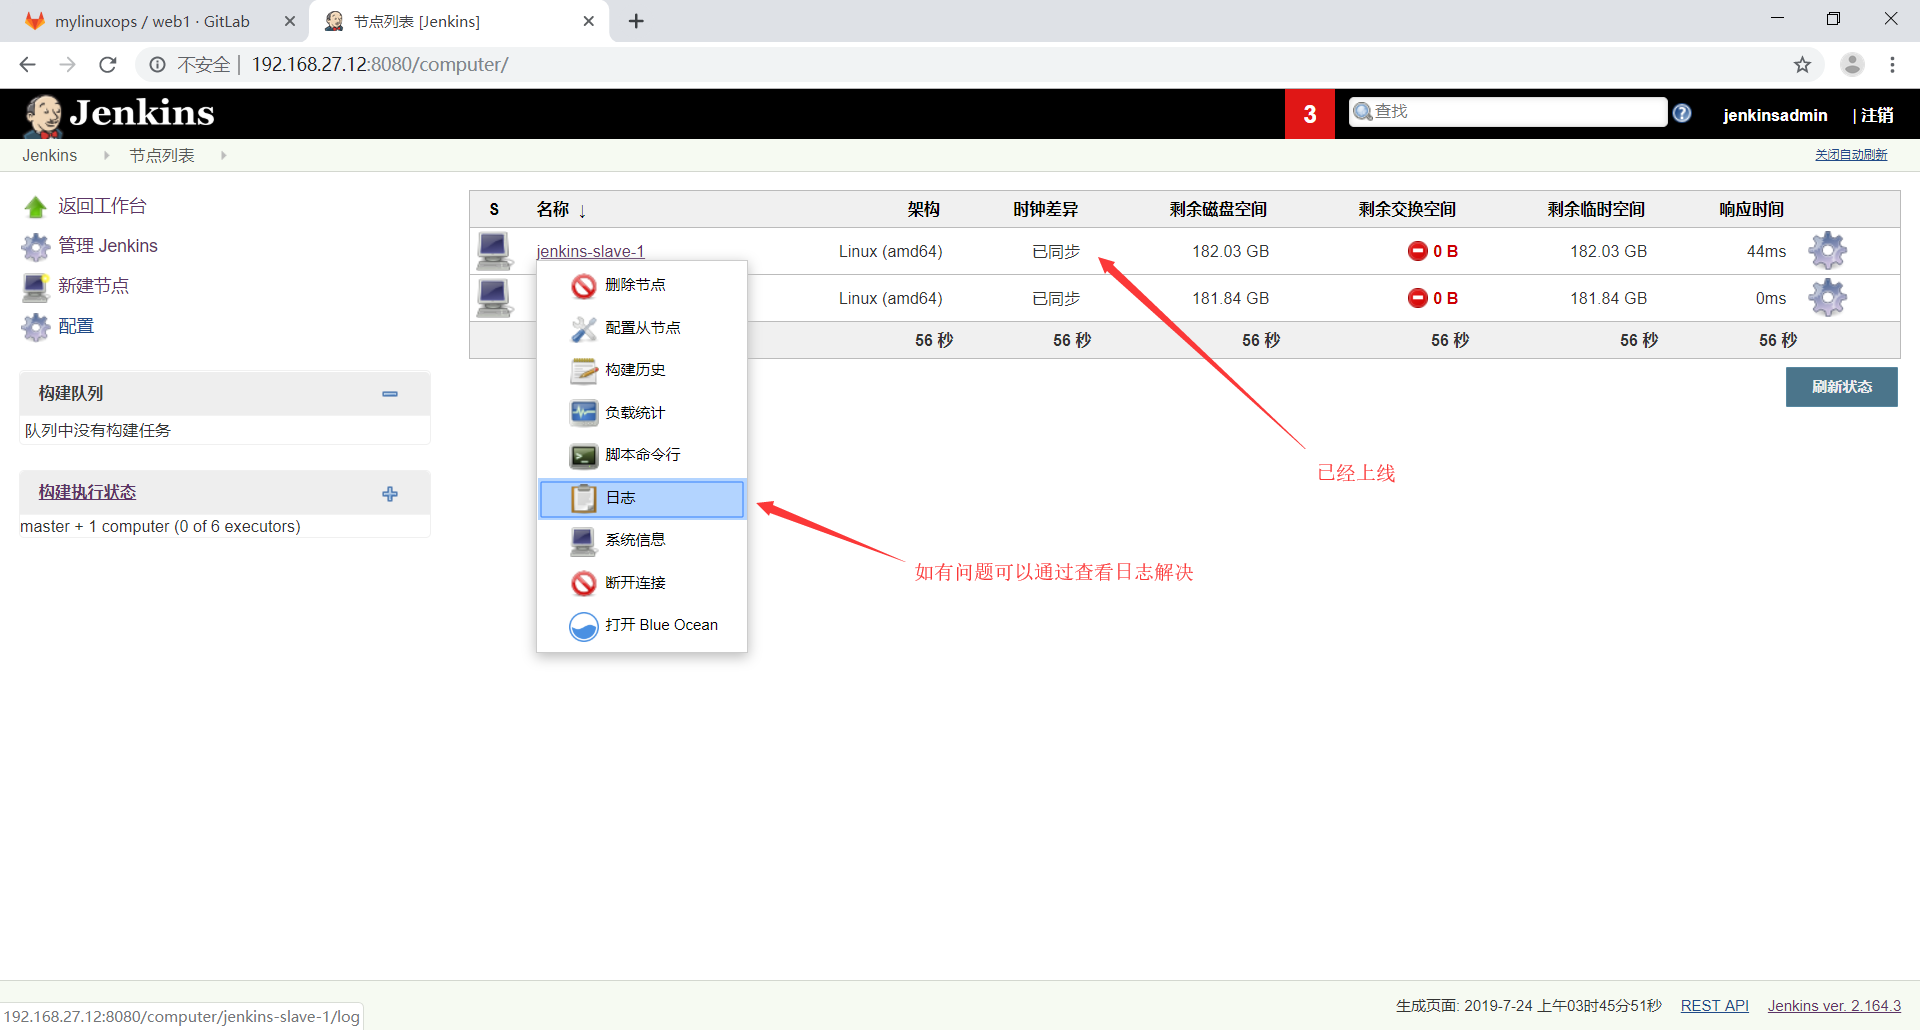 mylinuxops / web1 · GitLab
节点列表 [Jenkins]
不安全 | 192.168.27.12:8080/computer/
Jenkins
3
查找
jenkinsadmin
| 注销
Jenkins
节点列表
关闭自动刷新
返回工作台
管理 Jenkins
新建节点
配置
构建队列
队列中没有构建任务
构建执行状态
master + 1 computer (0 of 6 executors)
S 名称 ↓ 架构 时钟差异 剩余磁盘空间 剩余交换空间 剩余临时空间 响应时间
jenkins-slave-1 Linux (amd64) 已同步 182.03 GB 0 B 182.03 GB 44ms
Linux (amd64) 已同步 181.84 GB 0 B 181.84 GB 0ms
56 秒 56 秒 56 秒 56 秒 56 秒 56 秒
刷新状态
删除节点
配置从节点
构建历史
负载统计
脚本命令行
日志
系统信息
断开连接
打开 Blue Ocean
已经上线
如有问题可以通过查看日志解决
生成页面: 2019-7-24 上午03时45分51秒 REST API Jenkins ver. 2.164.3
192.168.27.12:8080/computer/jenkins-slave-1/log